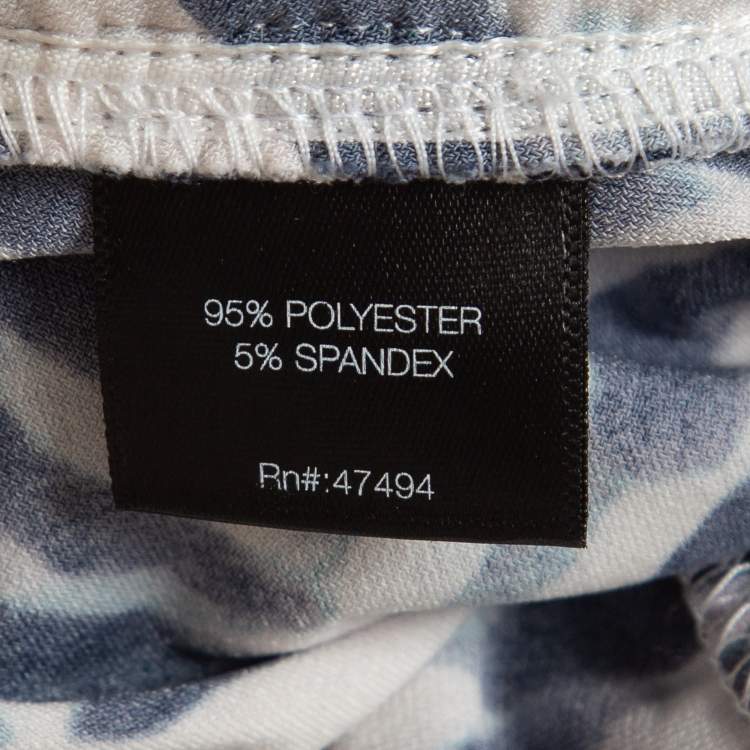 95% POLYESTER
5% SPANDEX
Rn#:47494